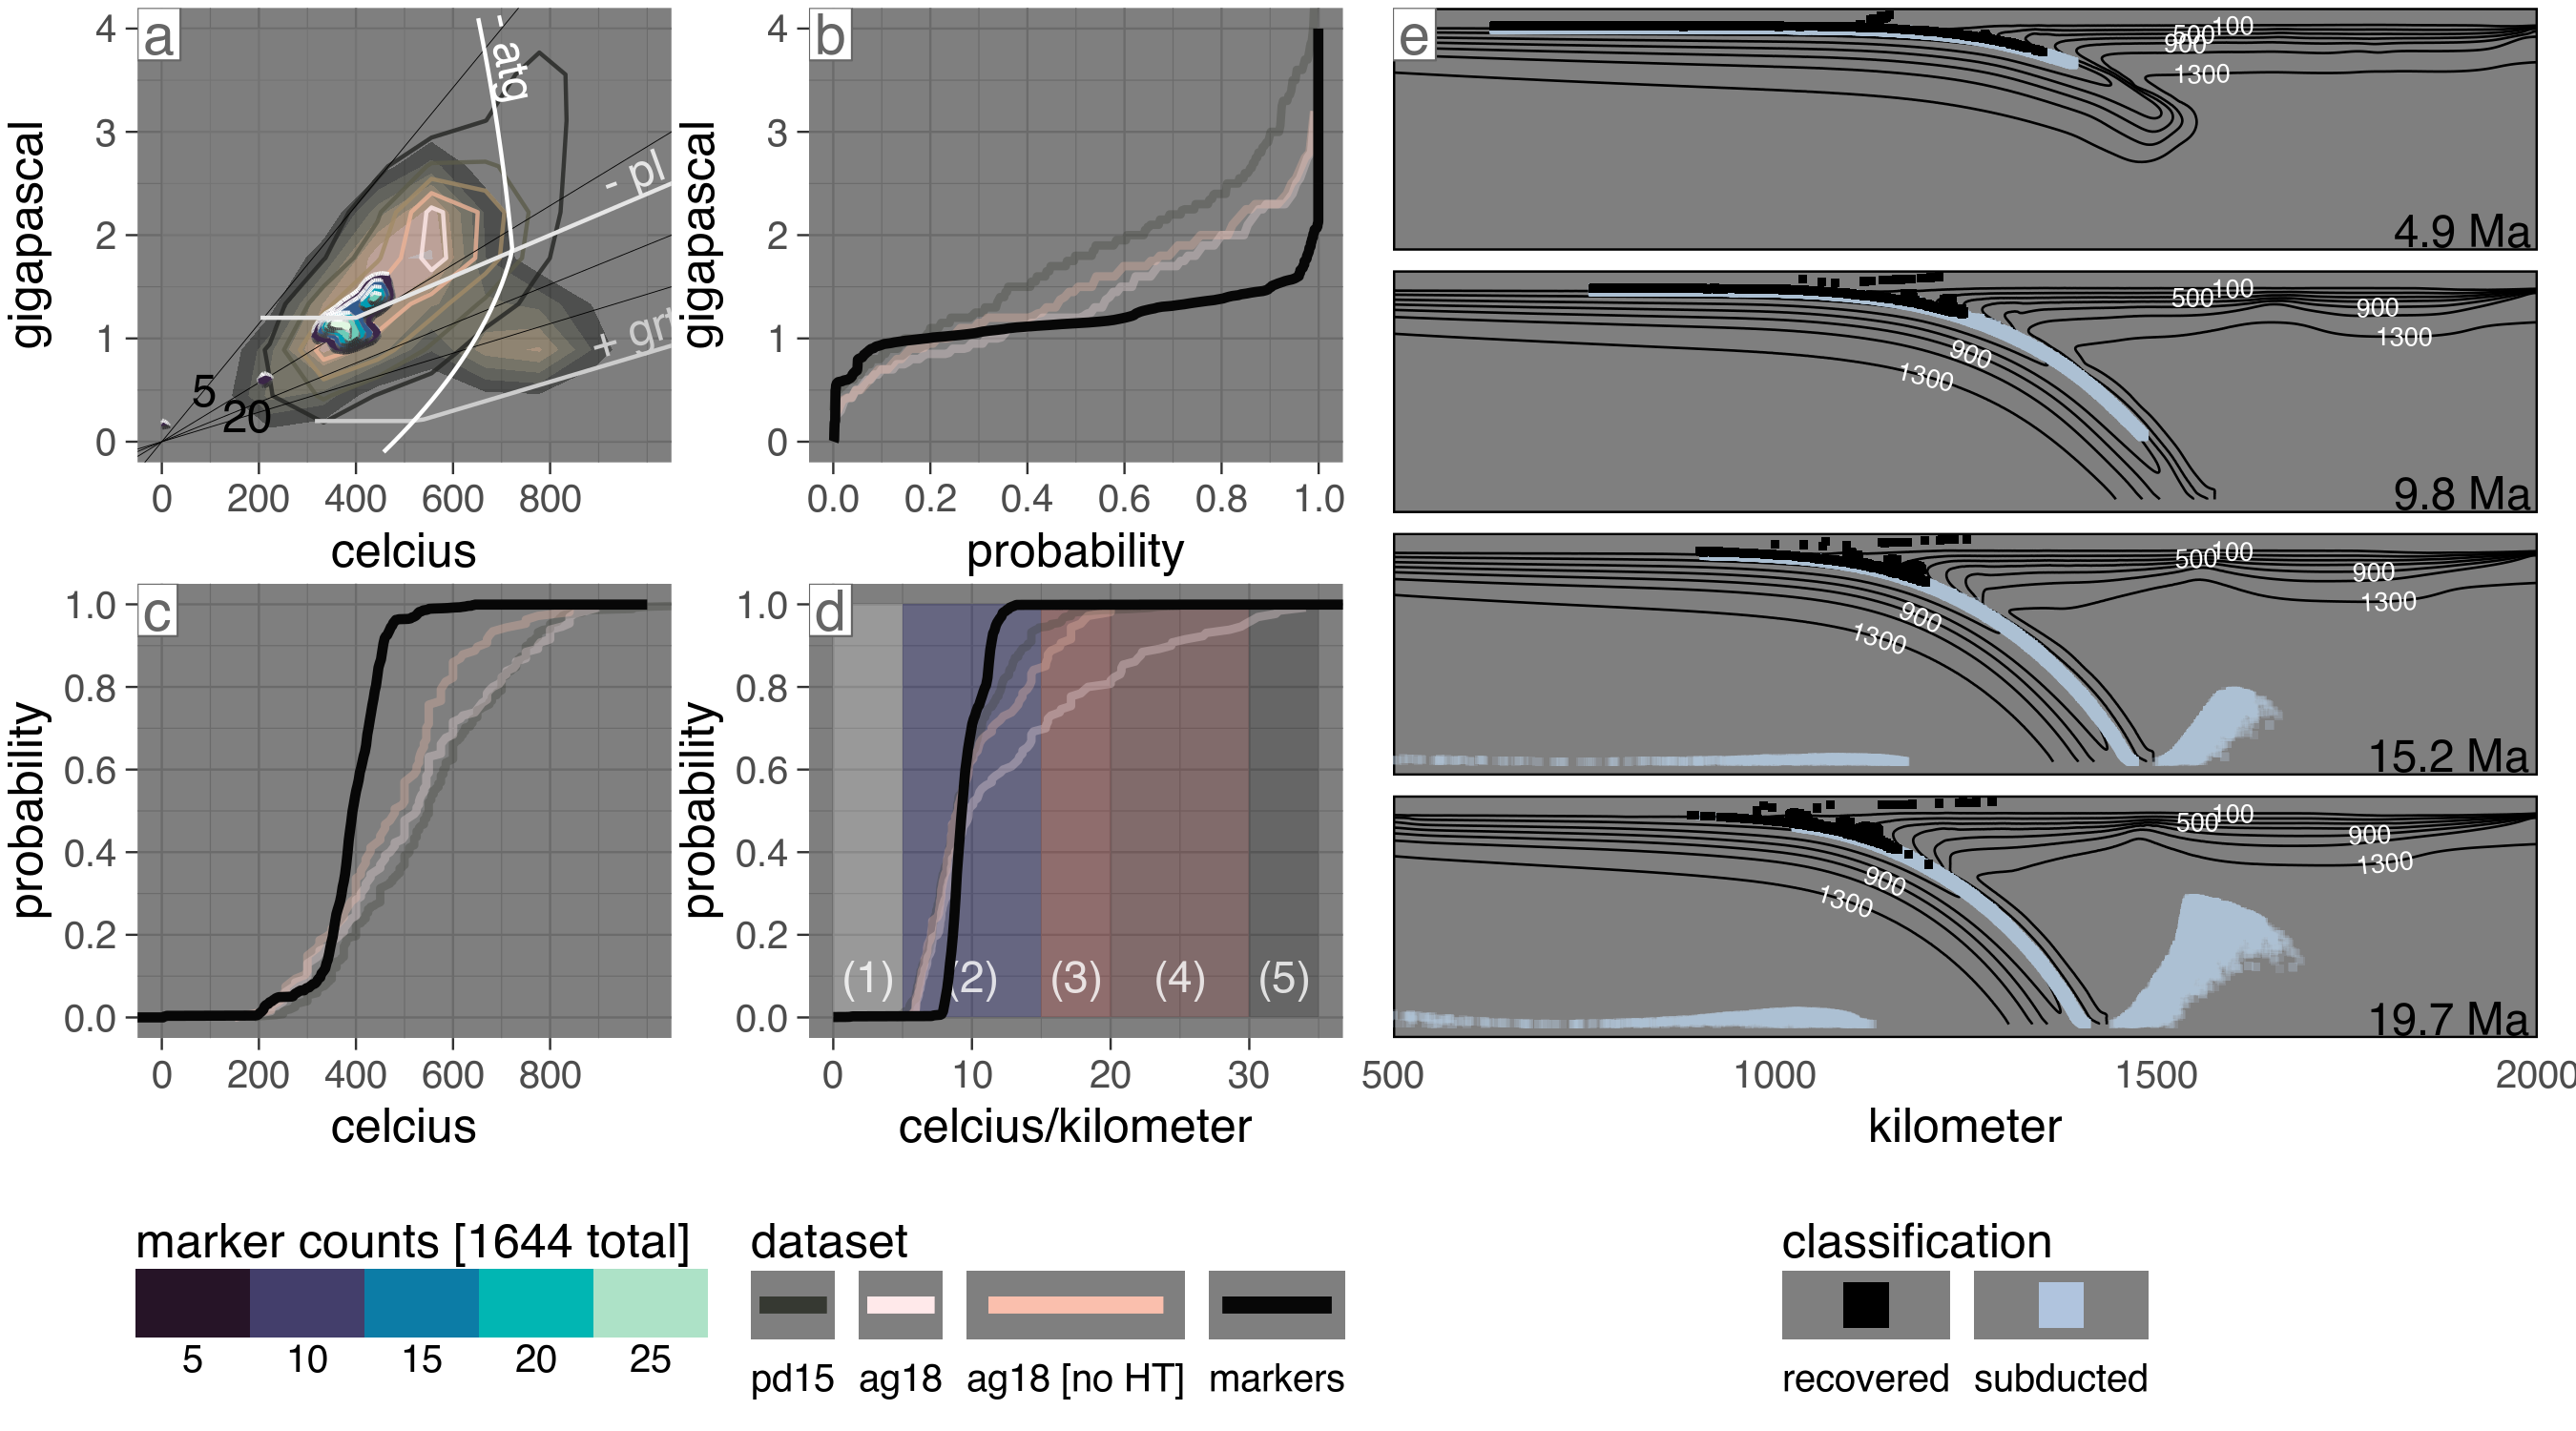 a
4
3
2
1
0
gigapascal
- atg
- pl
+ grt
5
20
0 200 400 600 800
celcius
b
4
3
2
1
0
gigapascal
0.0 0.2 0.4 0.6 0.8 1.0
probability
c
1.0
0.8
0.6
0.4
0.2
0.0
probability
0 200 400 600 800
celcius
d
1.0
0.8
0.6
0.4
0.2
0.0
probability
(1) (2) (3) (4) (5)
0 10 20 30
celcius/kilometer
e
500 100
900
1300
4.9 Ma
500 100
900
1300
900
1300
9.8 Ma
500 100
900
1300
900
1300
15.2 Ma
500 100
900
1300
900
1300
19.7 Ma
500 1000 1500 2000
kilometer
marker counts [1644 total]
5 10 15 20 25
dataset
pd15 ag18 ag18 [no HT] markers
classification
recovered subducted